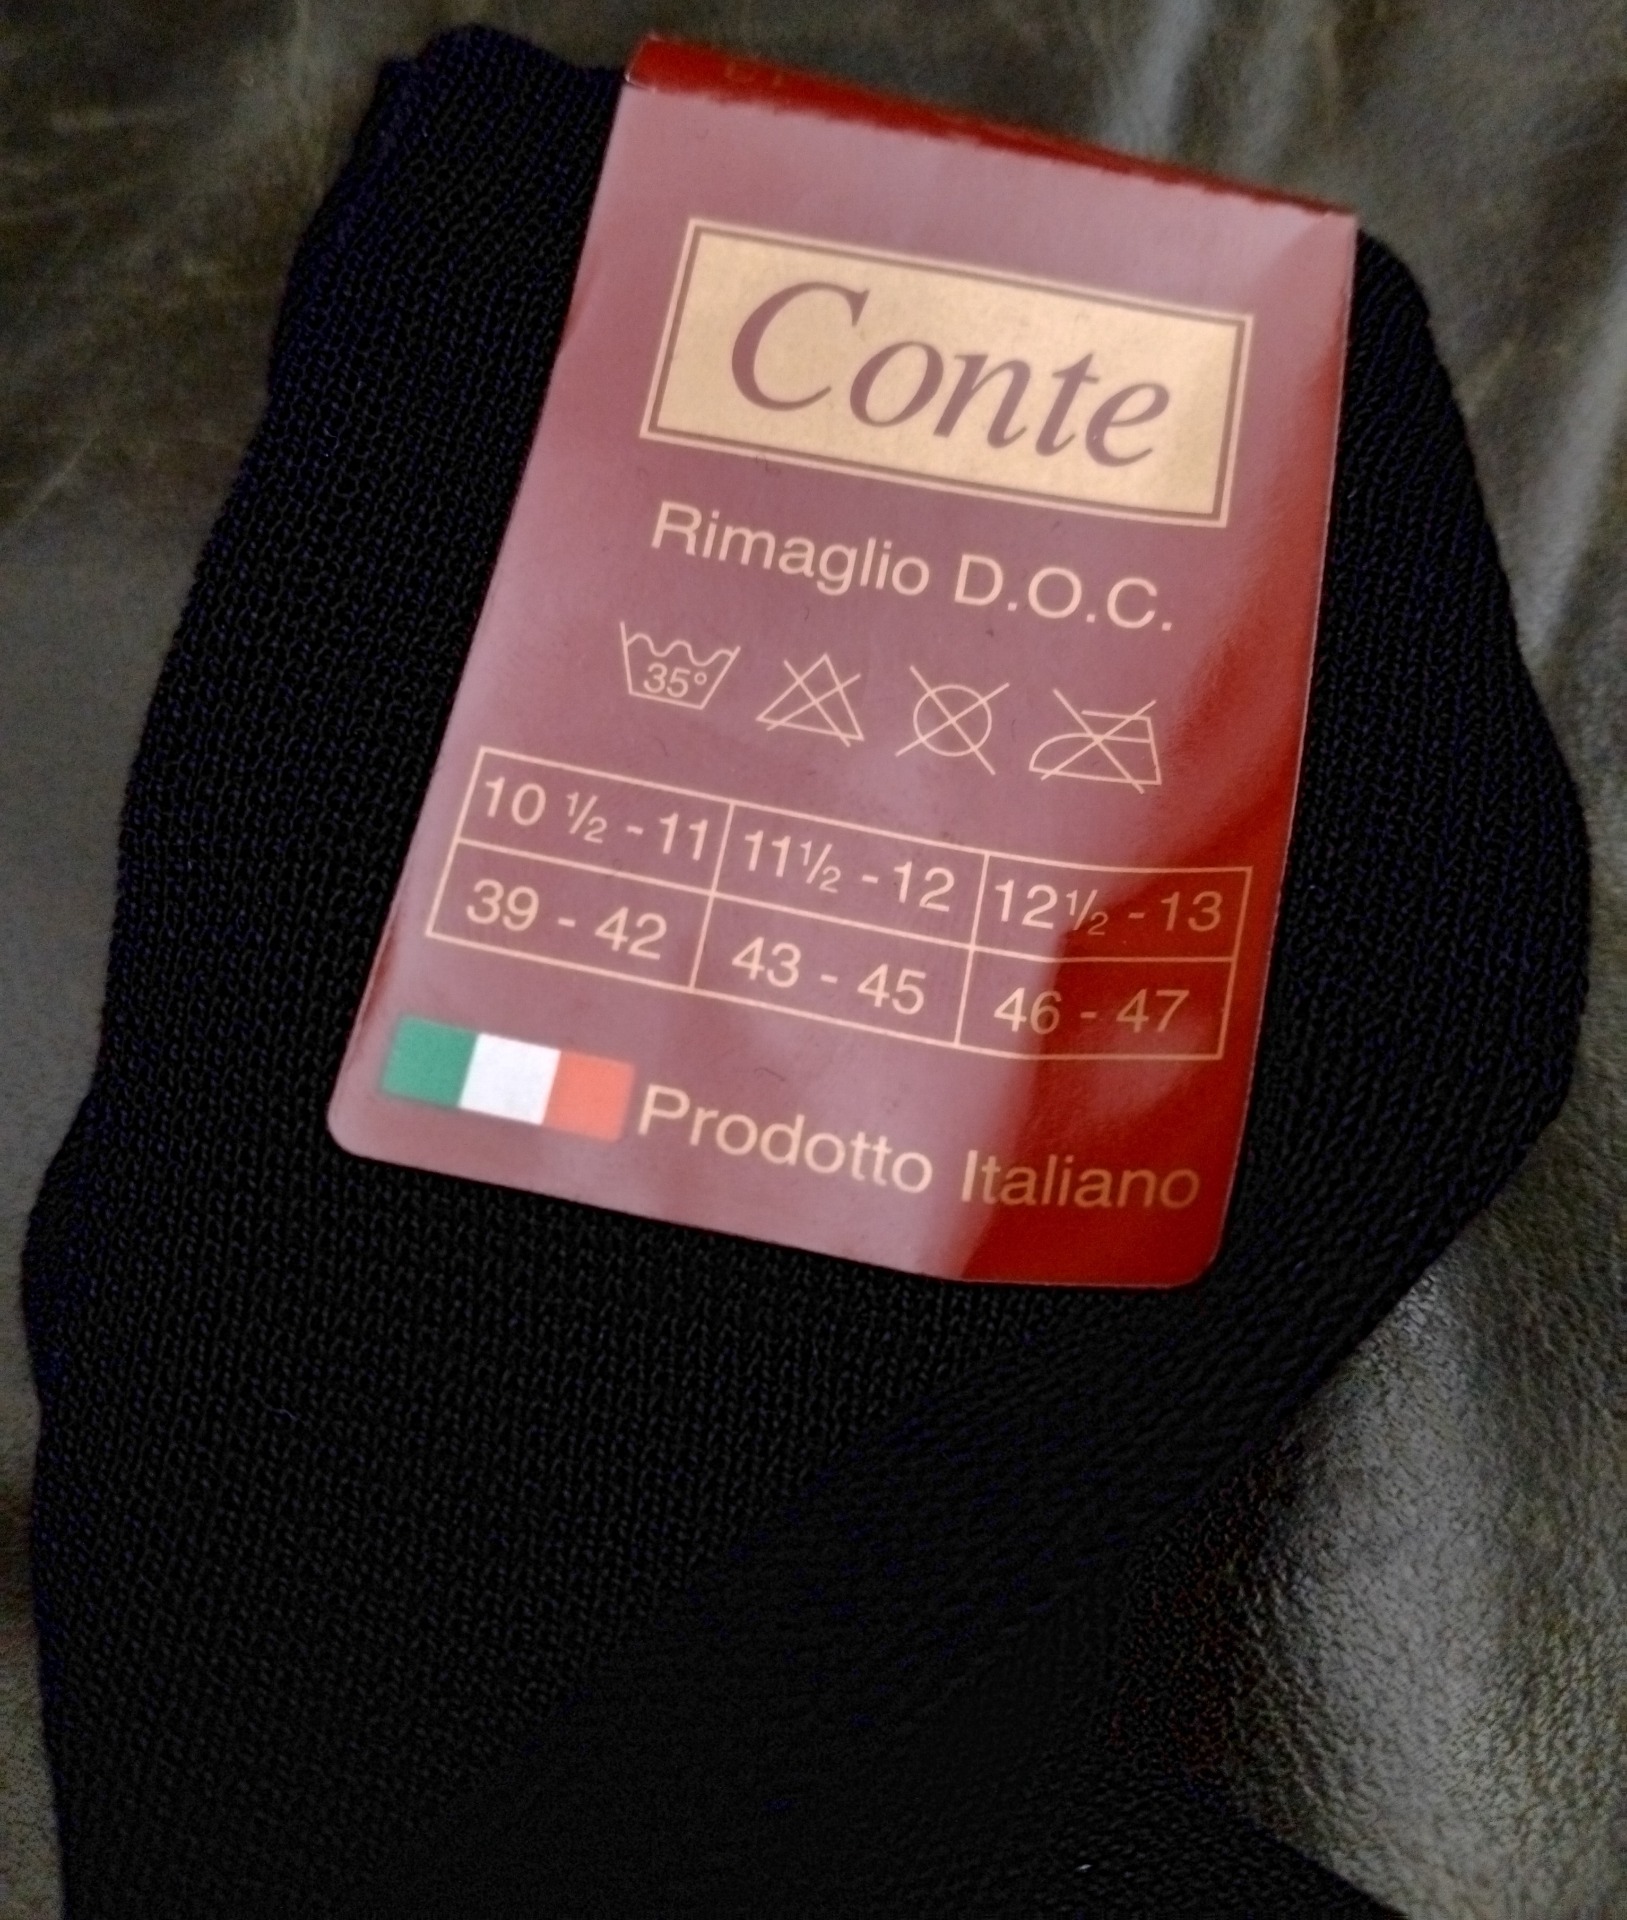 Conte
Rimaglio D.O.C.
35°
10 ½ - 11 11½ - 12 12½ - 13
39 - 42 43 - 45 46 - 47
Prodotto Italiano